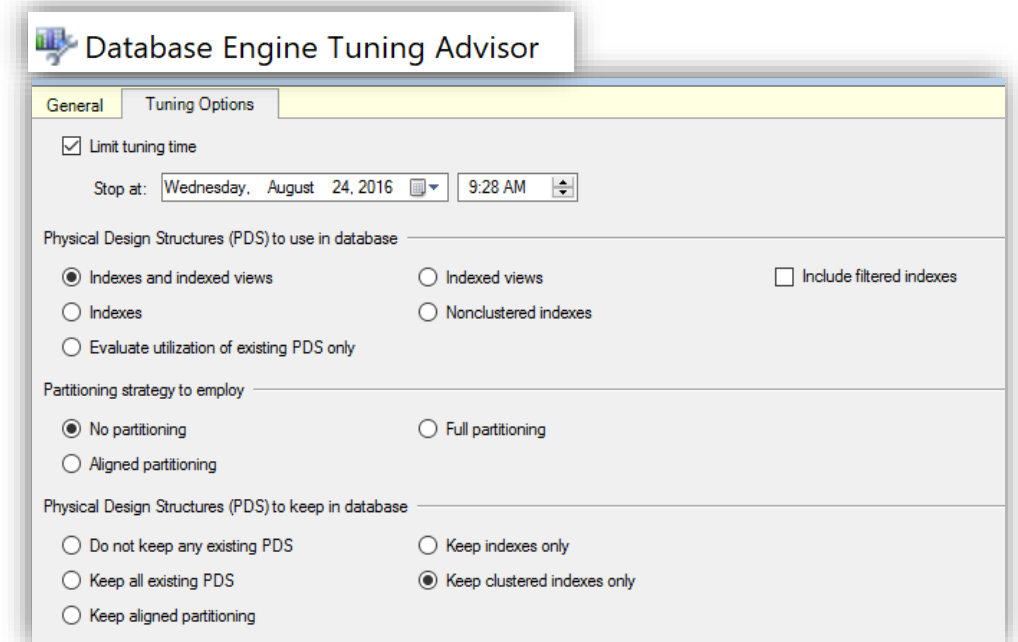 Database Engine Tuning Advisor
General Tuning Options
Limit tuning time
Stop at: Wednesday, August 24, 2016 9:28 AM
Physical Design Structures (PDS) to use in database
Indexes and indexed views Indexed views Include filtered indexes
Indexes Nonclustered indexes
Evaluate utilization of existing PDS only
Partitioning strategy to employ
No partitioning Full partitioning
Aligned partitioning
Physical Design Structures (PDS) to keep in database
Do not keep any existing PDS Keep indexes only
Keep all existing PDS Keep clustered indexes only
Keep aligned partitioning